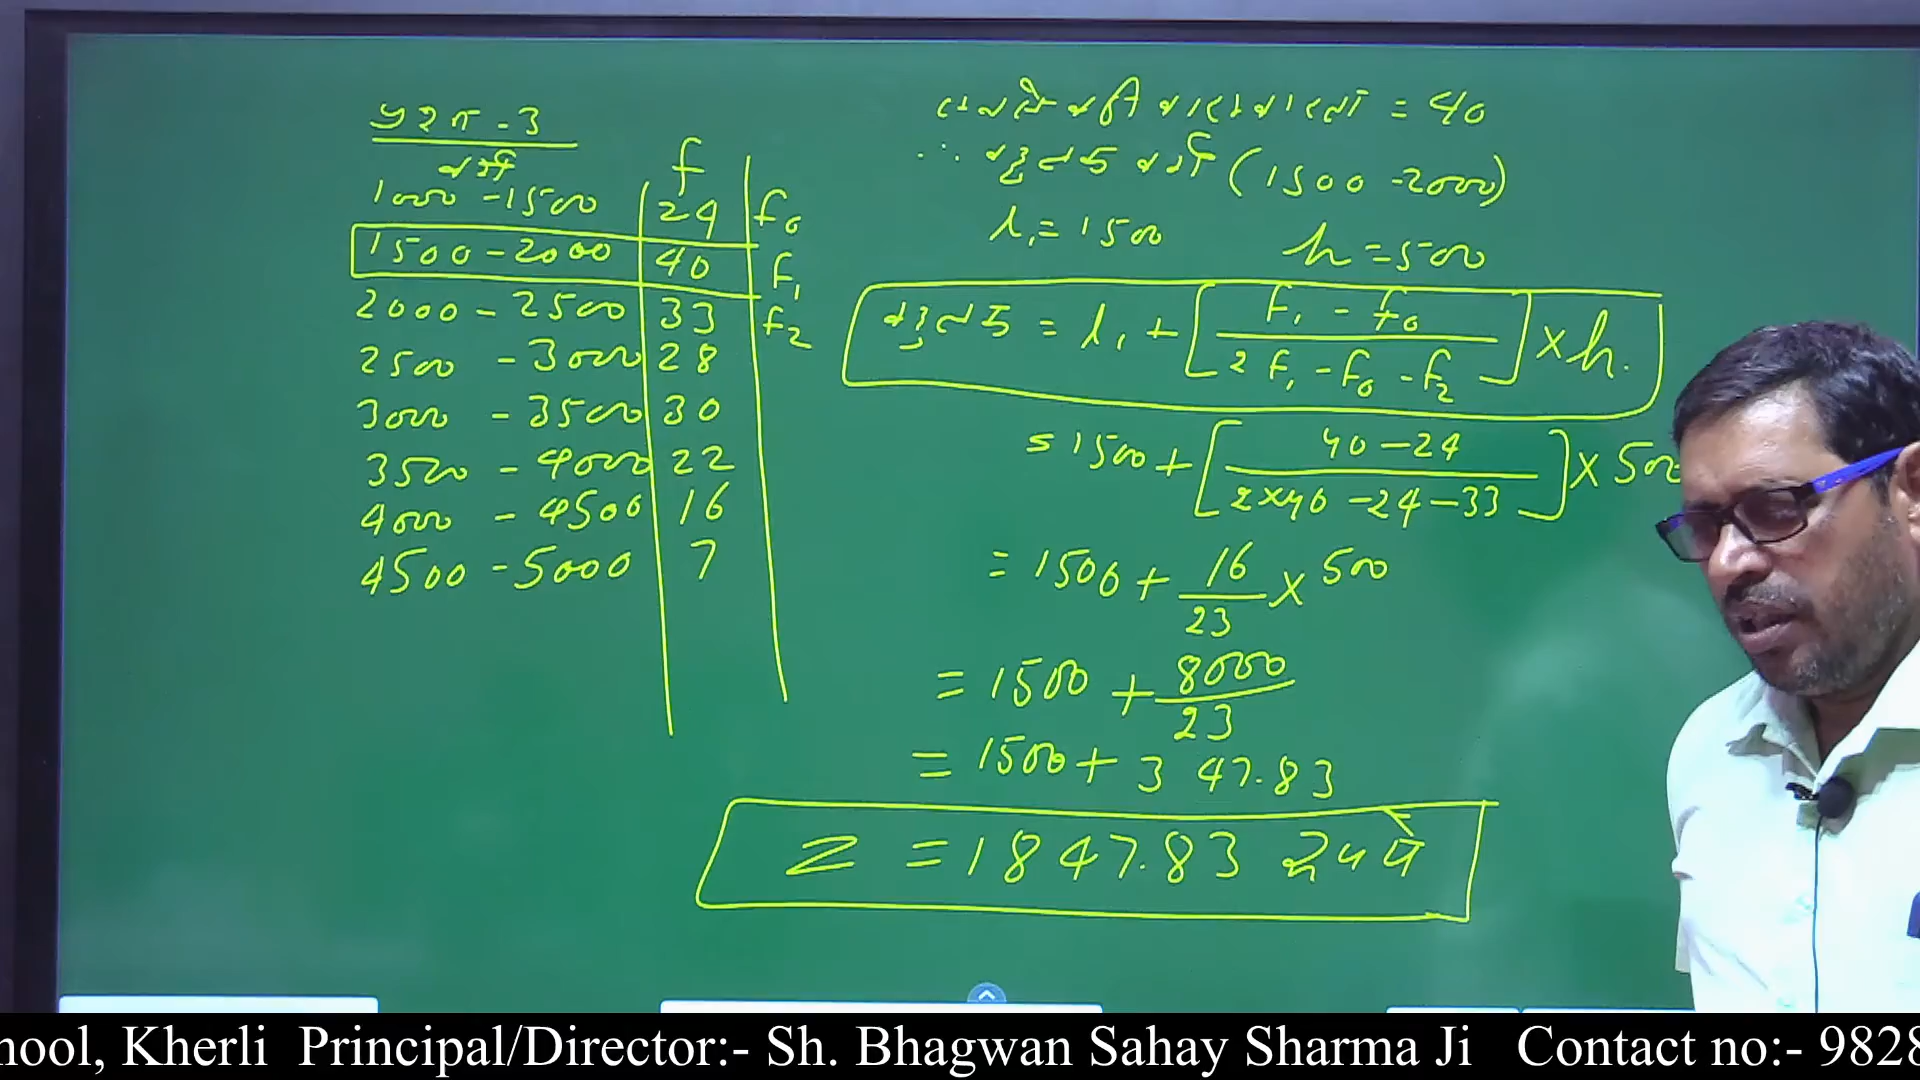 प्रश्न - 3
वर्ग f
1000 - 1500 24 f₀
1500 - 2000 40 f₁
2000 - 2500 33 f₂
2500 - 3000 28
3000 - 3500 30
3500 - 4000 22
4000 - 4500 16
4500 - 5000 7
= 40
∴ बहुलक वर्ग (1500 - 2000)
l₁ = 1500 h = 500
बहुलक = l₁ + [ (f₁ - f₀) / (2f₁ - f₀ - f₂) ] × h.
= 1500 + [ (40 - 24) / (2×40 - 24 - 33) ] × 500
= 1500 + 16/23 × 500
= 1500 + 8000/23
= 1500 + 347.83
Z = 1847.83 रुपये
hool, Kherli Principal/Director:- Sh. Bhagwan Sahay Sharma Ji Contact no:- 9828